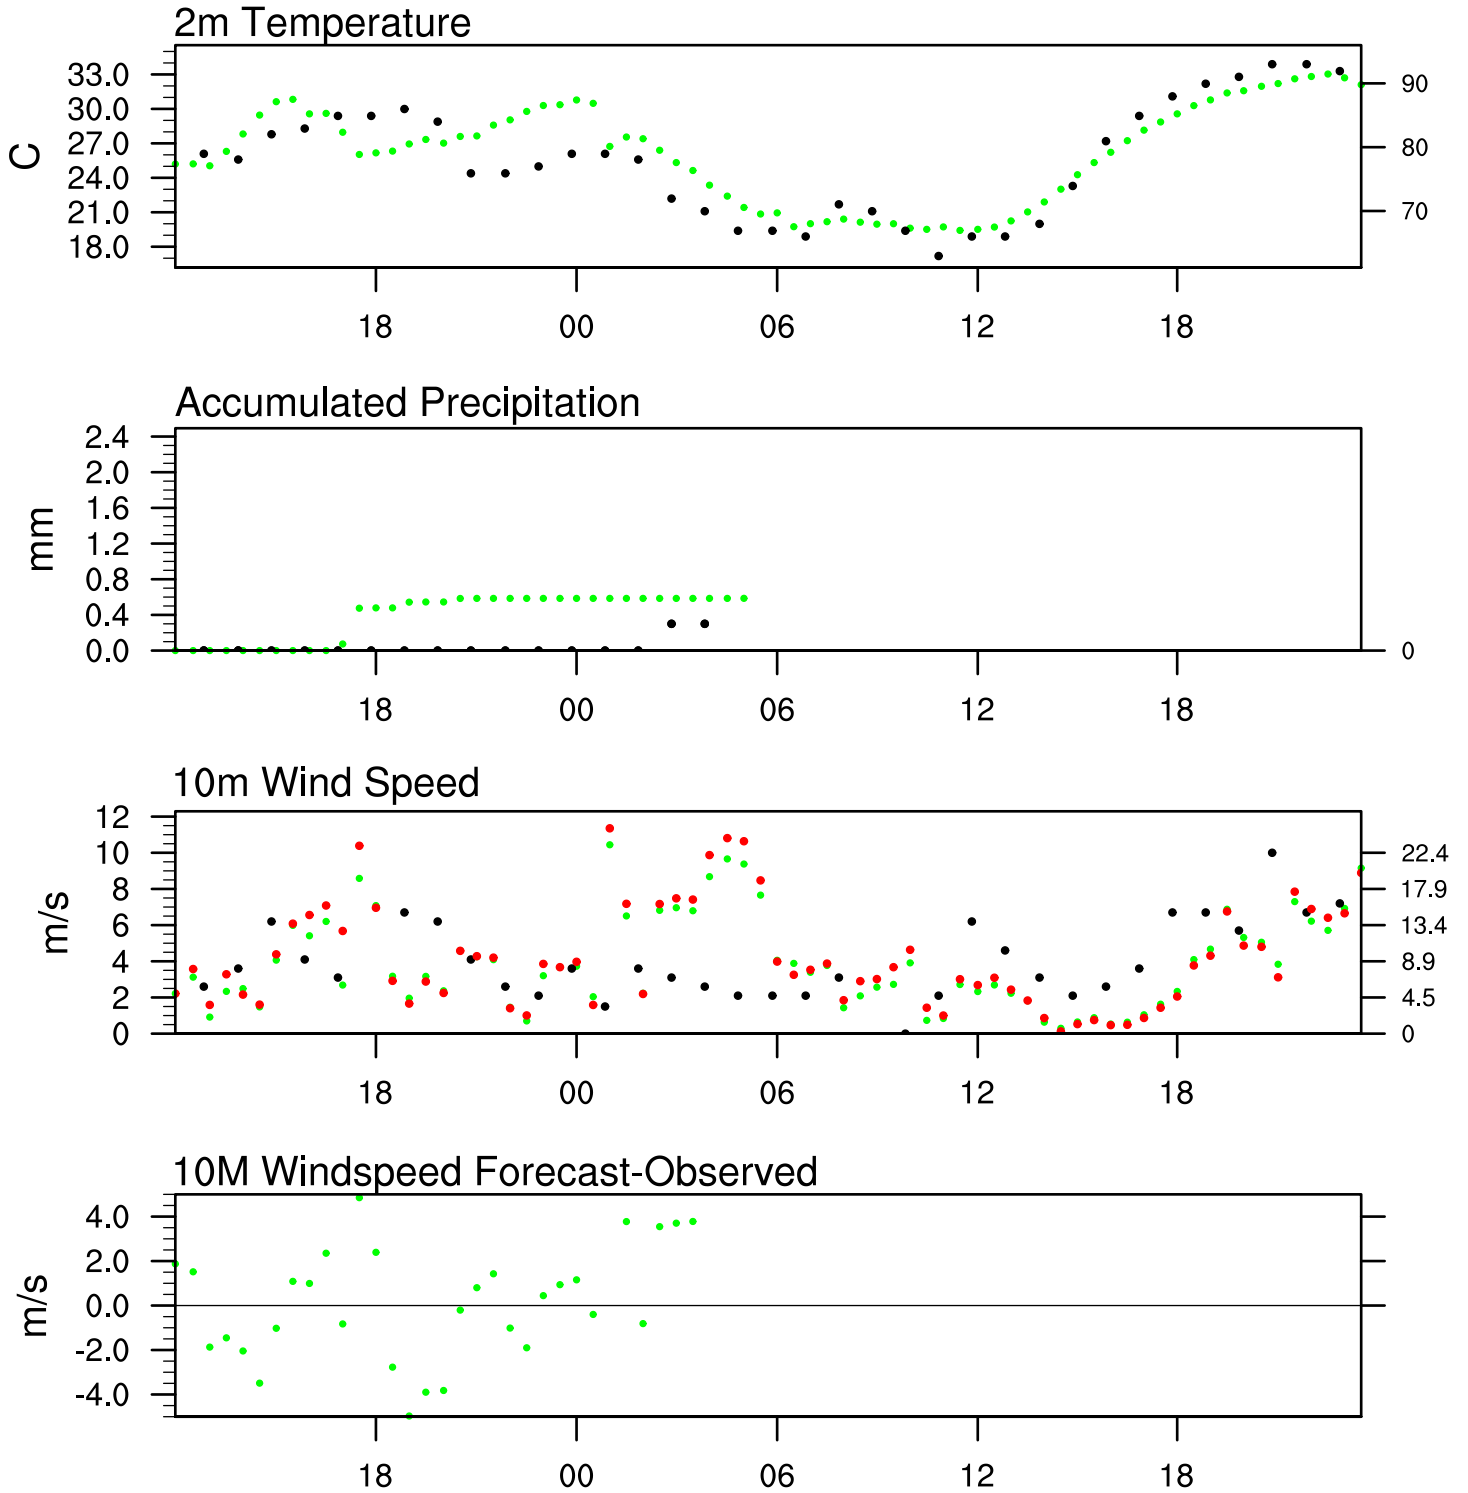 2m Temperature
33.0
30.0
27.0
24.0
21.0
18.0
C
90
80
70
18 00 06 12 18
Accumulated Precipitation
2.4
2.0
1.6
1.2
0.8
0.4
0.0
mm
0
18 00 06 12 18
10m Wind Speed
12
10
8
6
4
2
0
m/s
22.4
17.9
13.4
8.9
4.5
0
18 00 06 12 18
10M Windspeed Forecast-Observed
4.0
2.0
0.0
-2.0
-4.0
m/s
18 00 06 12 18